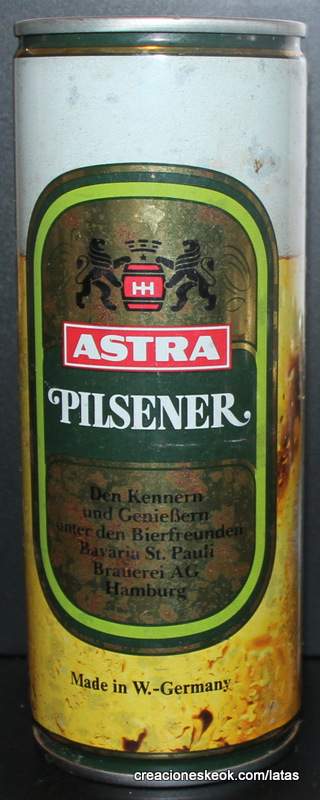 HH
ASTRA
PILSENER
Den Kennern
und Genießern
unter den Bierfreunden
Bavaria St. Pauli
Brauerei AG
Hamburg
Made in W.-Germany
creacioneskeok.com/latas